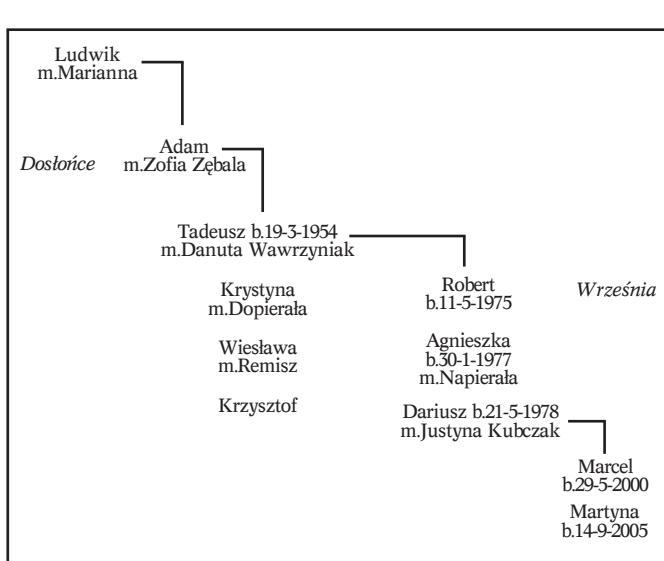 Ludwik
m.Marianna
Adam
m.Zofia Zębala
Dosłońce
Tadeusz b.19-3-1954
m.Danuta Wawrzyniak
Krystyna
m.Dopierała
Wiesława
m.Remisz
Krzysztof
Robert
b.11-5-1975
Września
Agnieszka
b.30-1-1977
m.Napierała
Dariusz b.21-5-1978
m.Justyna Kubczak
Marcel
b.29-5-2000
Martyna
b.14-9-2005